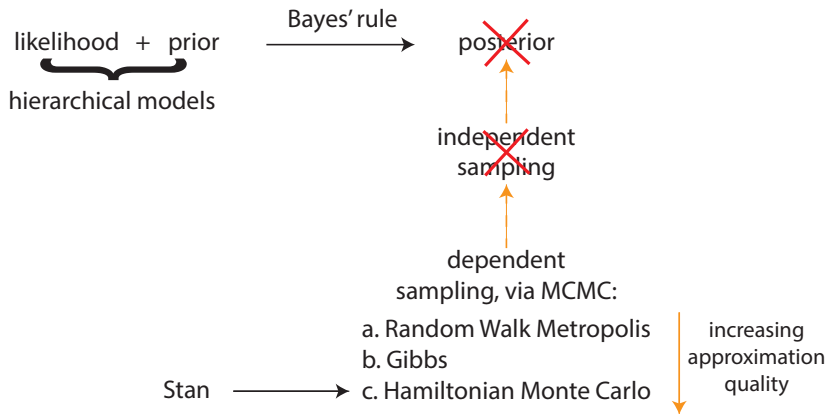 Bayes' rule
likelihood + prior
posterior
hierarchical models
independent
sampling
dependent
sampling, via MCMC:
a. Random Walk Metropolis
b. Gibbs
Stan
c. Hamiltonian Monte Carlo
increasing
approximation
quality